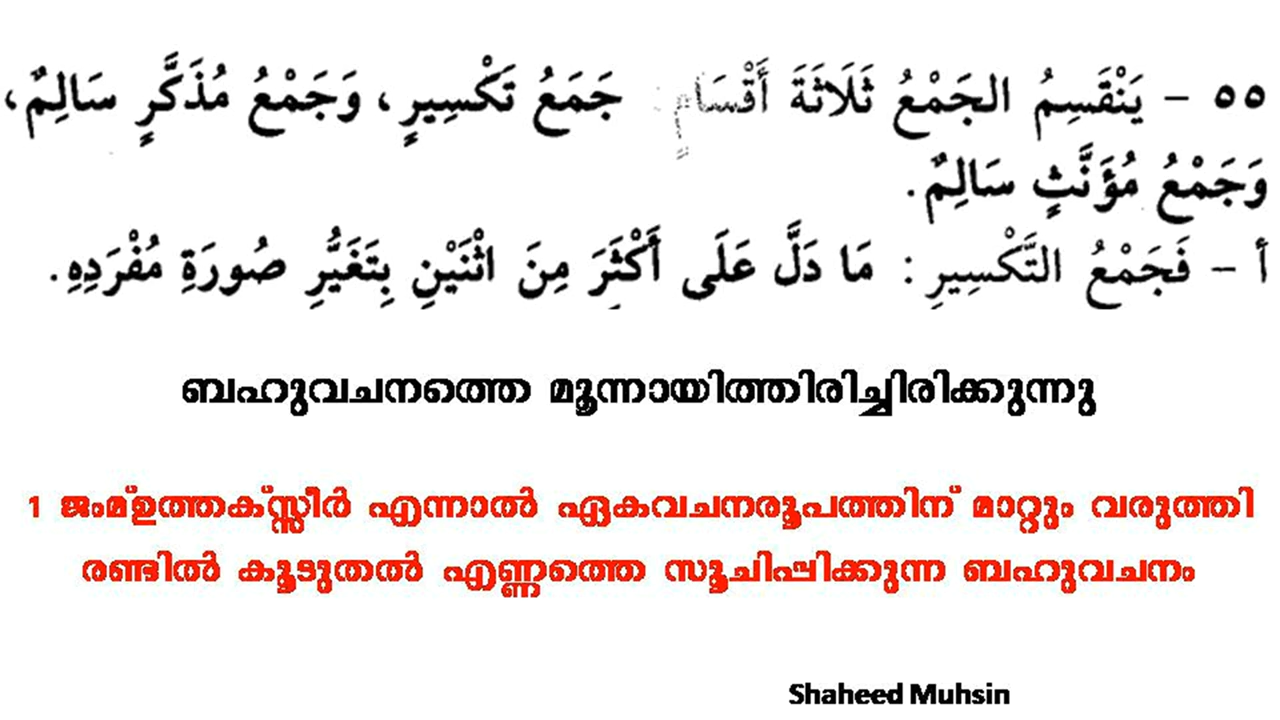 ٥٥ - يَنْقَسِمُ الجَمْعُ ثَلَاثَةَ أَقْسَامٍ: جَمَعُ تَكْسِيرٍ، وَجَمْعُ مُذَكَّرٍ سَالِمٌ،
وَجَمْعُ مُؤَنَّثٍ سَالِمٌ.
أ - فَجَمْعُ التَّكْسِيرِ : مَا دَلَّ عَلَى أَكْثَرَ مِنَ اثْنَيْنِ بِتَغَيُّرِ صُورَةِ مُفْرَدِهِ.
ബഹുവചനത്തെ മൂന്നായിത്തിരിച്ചിരിക്കുന്നു
1 ജംമ്ഉത്തക്സ്സീർ എന്നാൽ ഏകവചനരൂപത്തിന് മാറ്റും വരുത്തി
രണ്ടിൽ കൂടുതൽ എണ്ണത്തെ സൂചിപ്പിക്കുന്ന ബഹുവചനം
Shaheed Muhsin